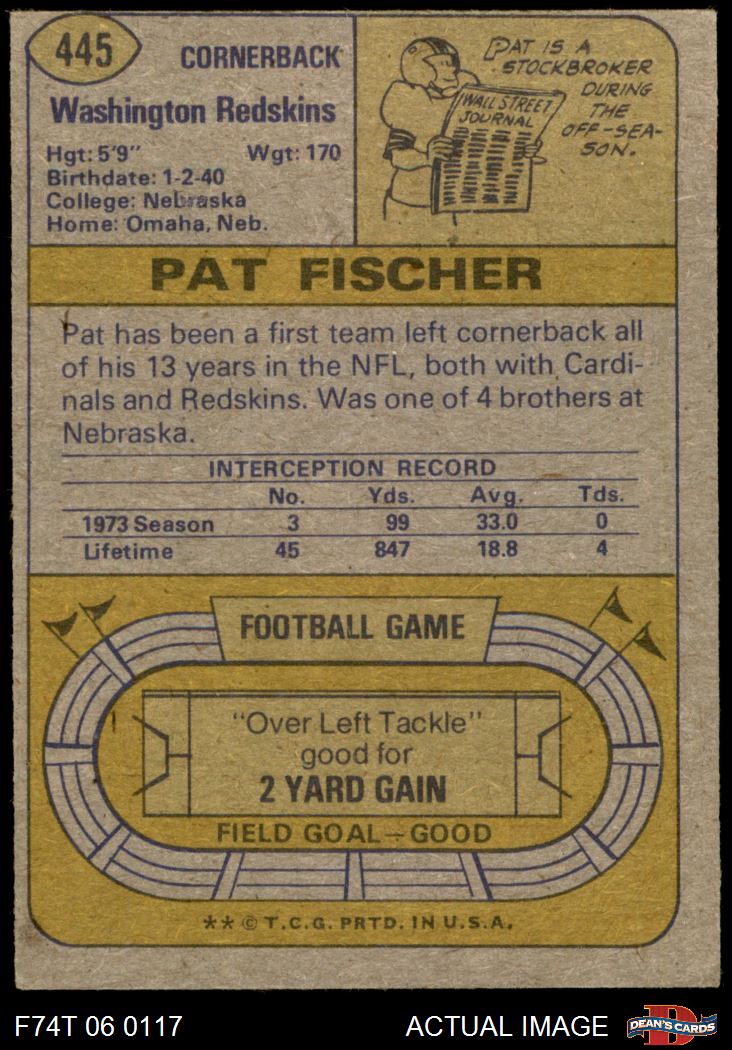 445
CORNERBACK
Washington Redskins
Hgt: 5'9" Wgt: 170
Birthdate: 1-2-40
College: Nebraska
Home: Omaha, Neb.
PAT IS A
STOCKBROKER
DURING
THE
OFF-SEA-
SON.
WALL STREET
JOURNAL
PAT FISCHER
Pat has been a first team left cornerback all
of his 13 years in the NFL, both with Cardi-
nals and Redskins. Was one of 4 brothers at
Nebraska.
INTERCEPTION RECORD
No. Yds. Avg. Tds.
1973 Season 3 99 33.0 0
Lifetime 45 847 18.8 4
FOOTBALL GAME
"Over Left Tackle"
good for
2 YARD GAIN
FIELD GOAL—GOOD
** © T.C.G. PRTD. IN U.S.A.
F74T 06 0117 ACTUAL IMAGE
DEAN'S CARDS